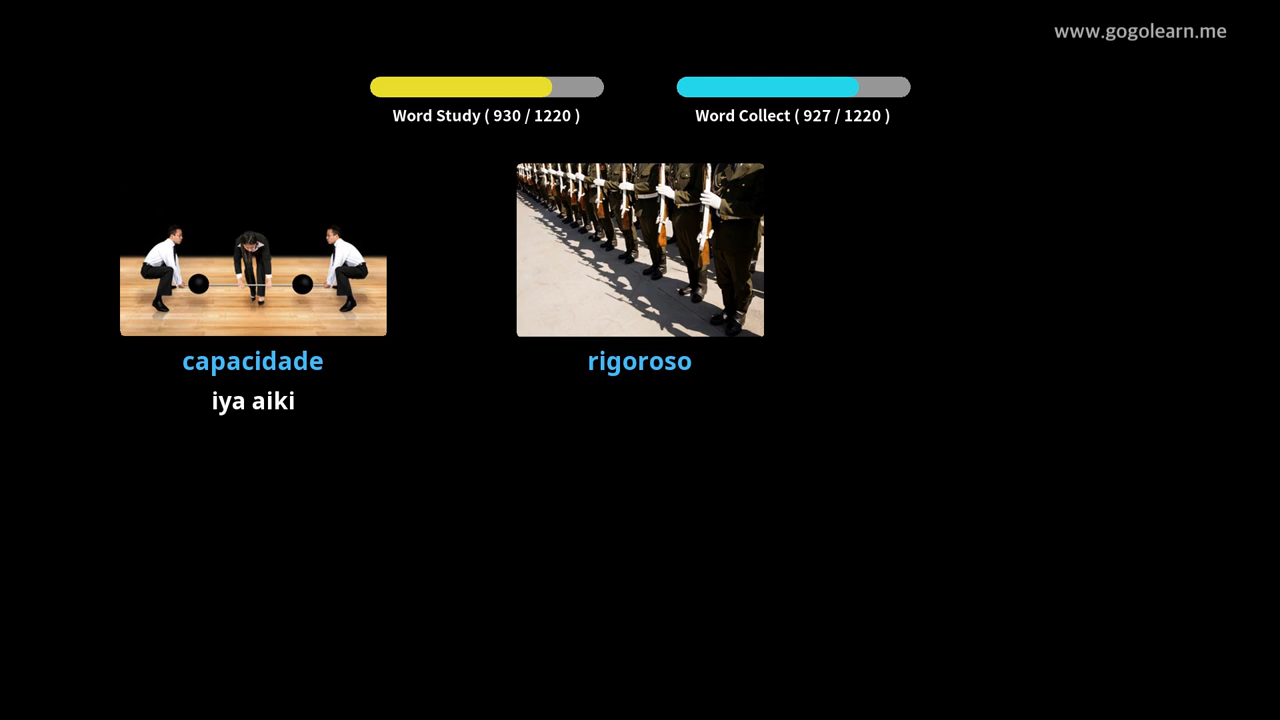 www.gogolearn.me
Word Study ( 930 / 1220 )
Word Collect ( 927 / 1220 )
capacidade
iya aiki
rigoroso